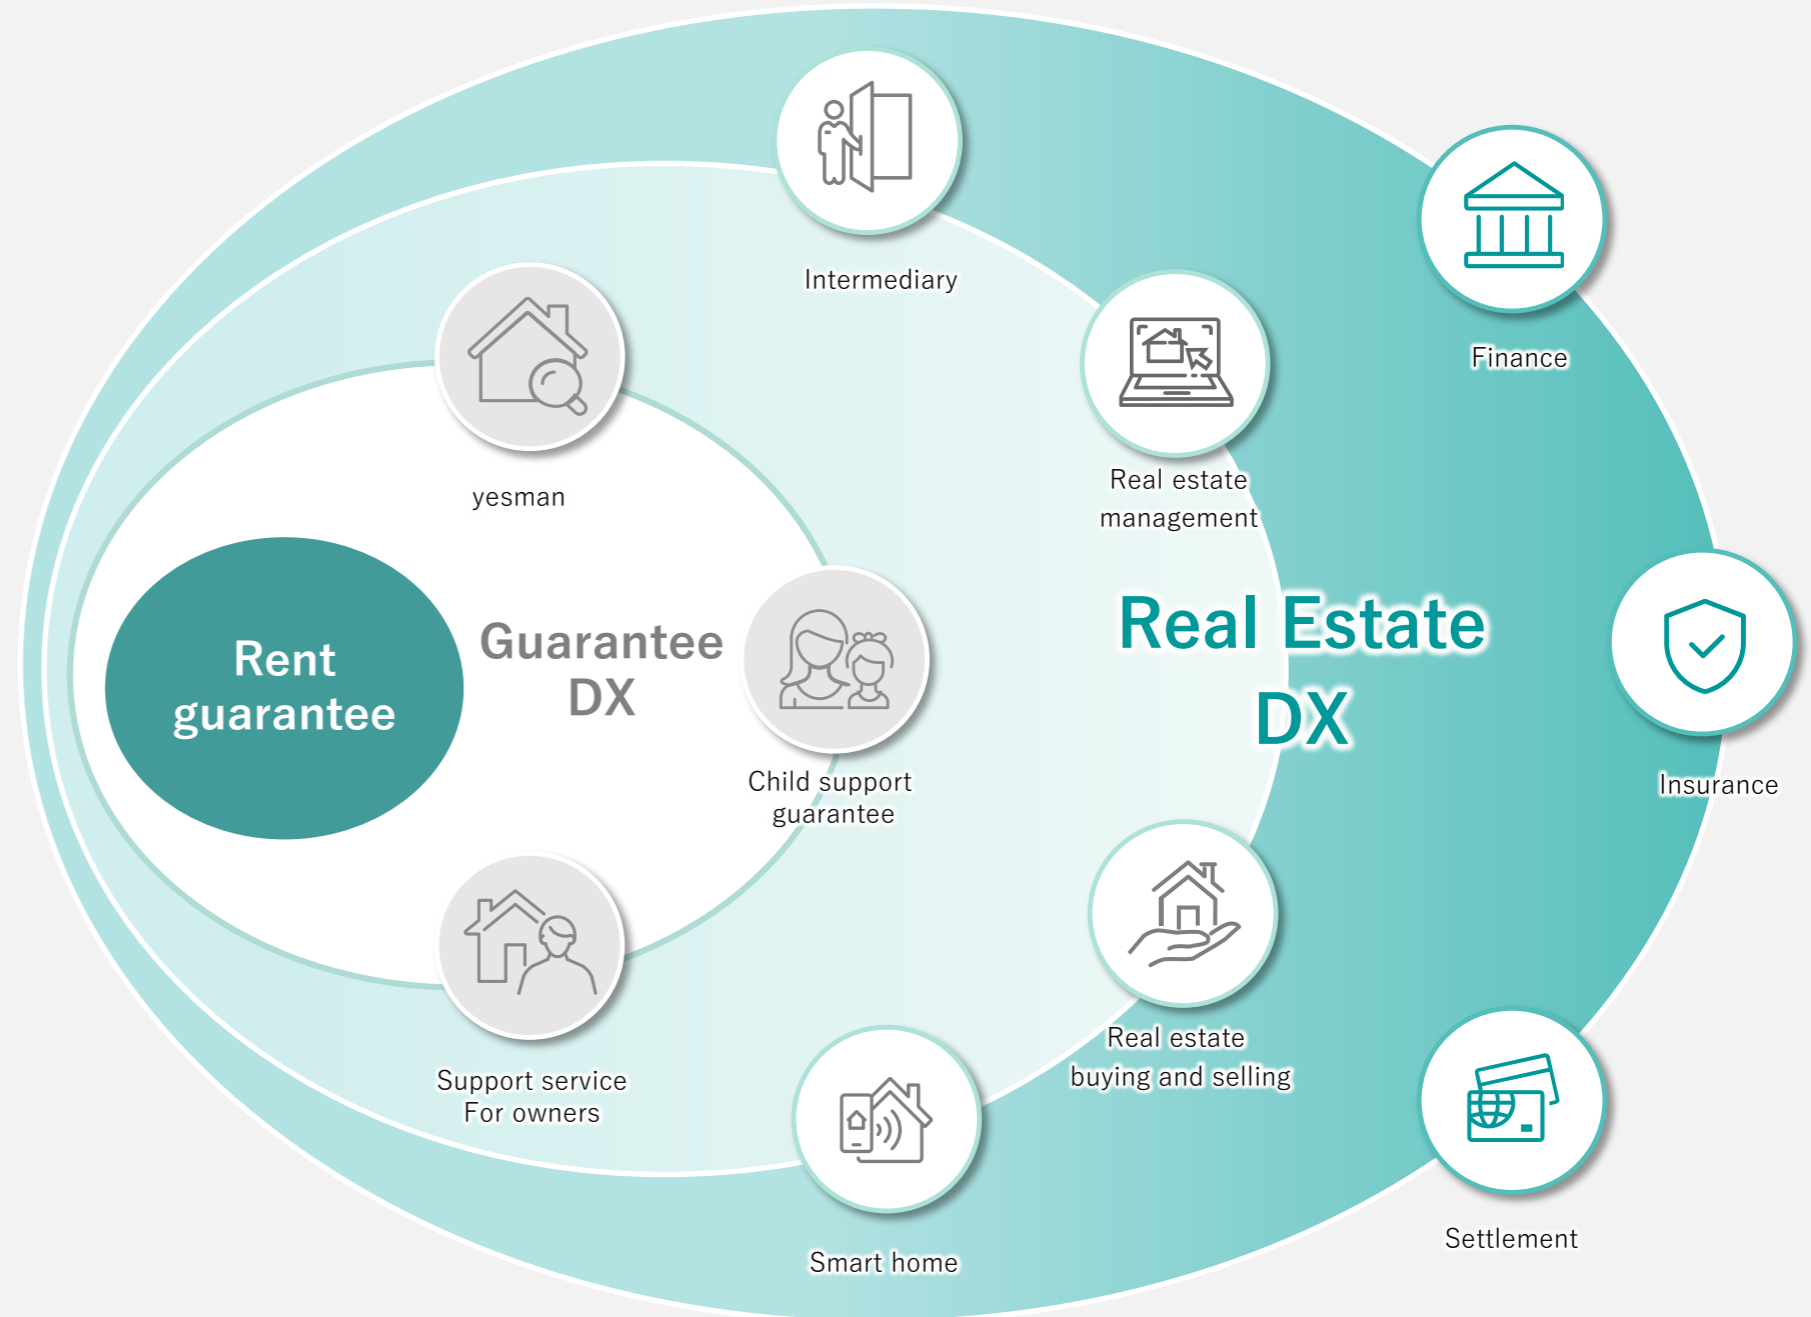 Intermediary
Finance
yesman
Real estate
management
Rent
guarantee
Guarantee
DX
Real Estate
DX
Child support
guarantee
Insurance
Support service
For owners
Real estate
buying and selling
Smart home
Settlement